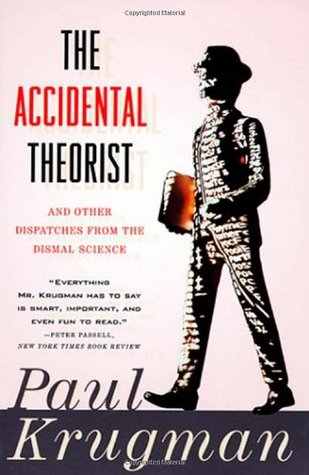 THE
ACCIDENTAL
THEORIST
AND OTHER
DISPATCHES FROM THE
DISMAL SCIENCE
"EVERYTHING
MR. KRUGMAN HAS TO SAY
IS SMART, IMPORTANT, AND
EVEN FUN TO READ."
—PETER PASSELL,
NEW YORK TIMES BOOK REVIEW
Paul
Krugman